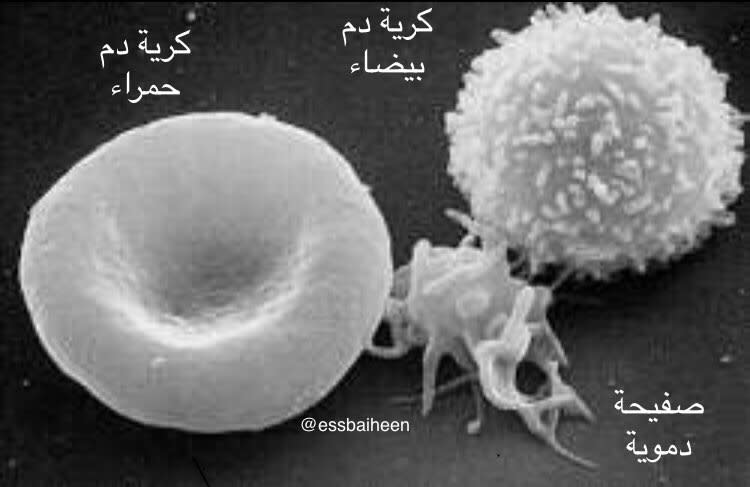 كرية دم
بيضاء
كرية دم
حمراء
صفيحة
دموية
@essbaiheen